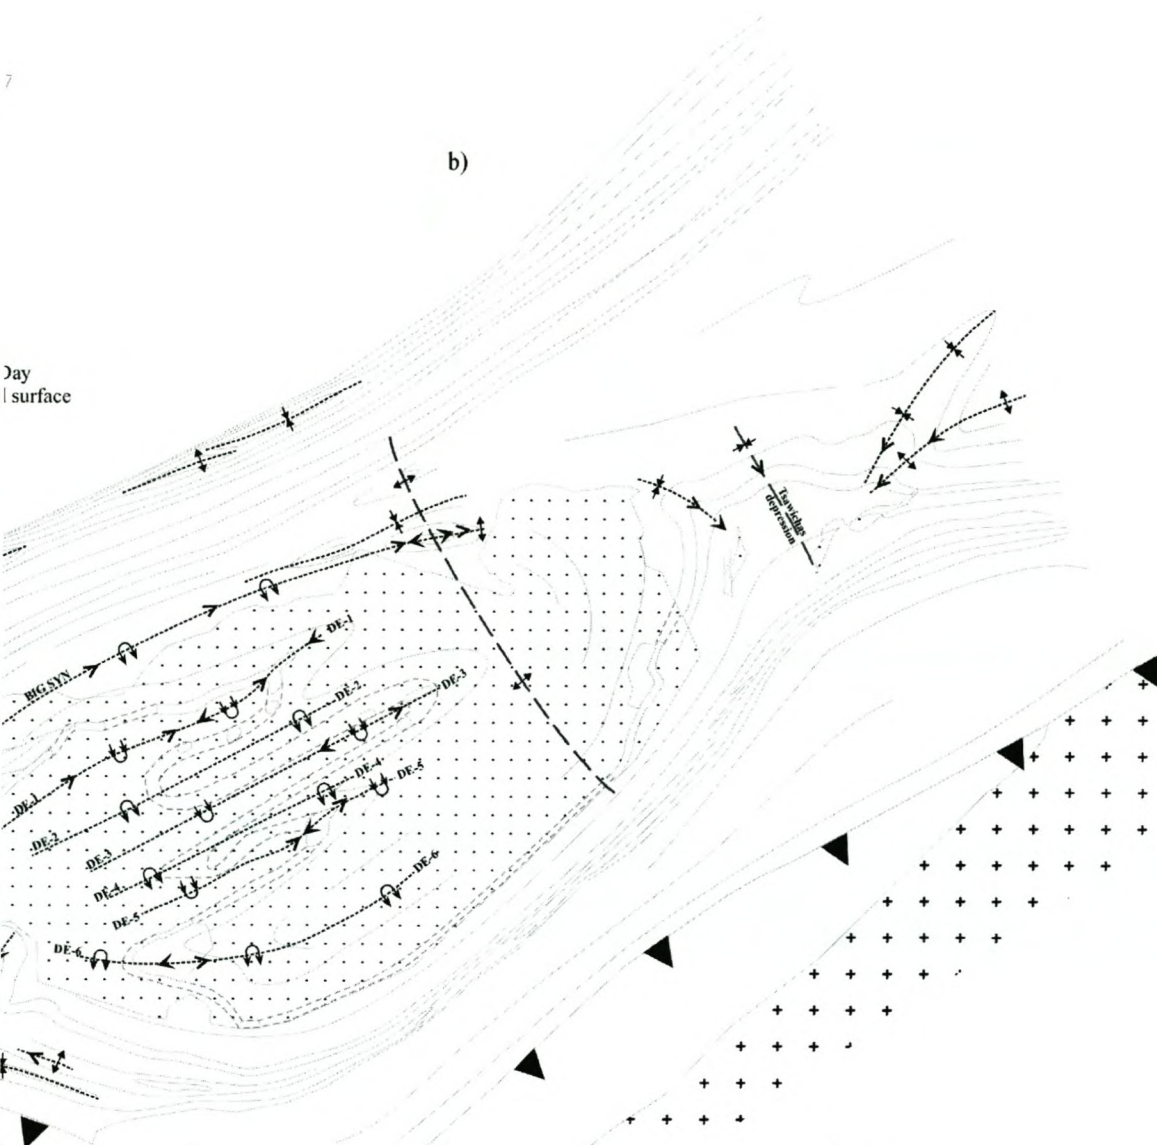 7
b)
Day
l surface
Tsawichas
depression
BIG SYN
DE-1
DE-2
DE-3
DE-4
DE-5
DE-6
DE-1
DE-2
DE-3
DE-4
DE-5
DE-6